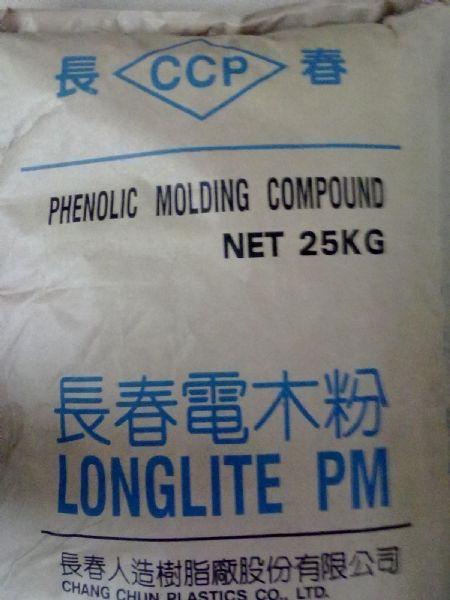 長 CCP 春
PHENOLIC MOLDING COMPOUND
NET 25KG
長春電木粉
LONGLITE PM
長春人造樹脂廠股份有限公司
CHANG CHUN PLASTICS CO., LTD.